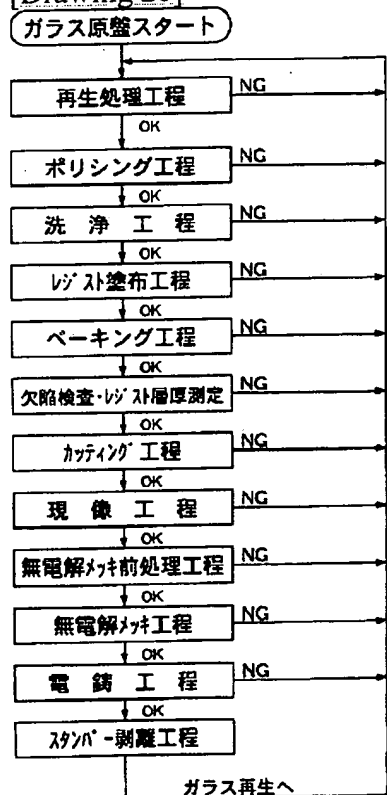 ガラス原盤スタート
再生処理工程 NG
OK
ポリシング工程 NG
OK
洗 浄 工 程 NG
OK
レジスト塗布工程 NG
OK
ベーキング工程 NG
OK
欠陥検査・レジスト層厚測定 NG
OK
カッティング工程 NG
OK
現 像 工 程 NG
OK
無電解メッキ前処理工程 NG
OK
無電解メッキ工程 NG
OK
電 鋳 工 程 NG
OK
スタンパー剥離工程
ガラス再生へ